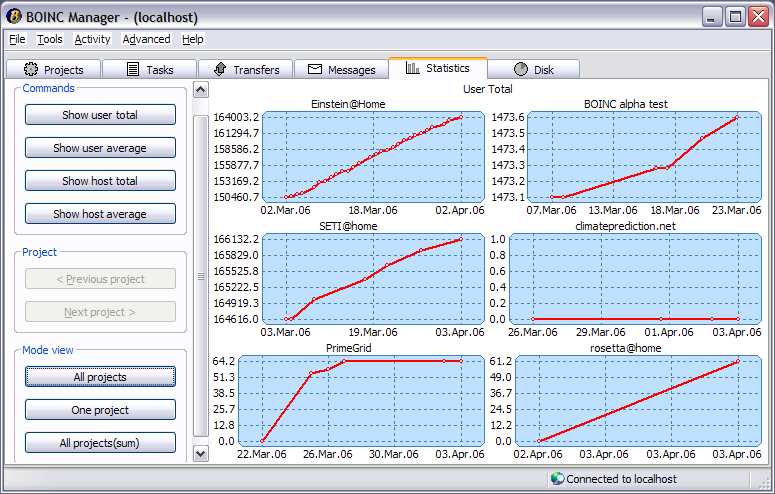 BOINC Manager - (localhost)
File Tools Activity Advanced Help
Projects Tasks Transfers Messages Statistics Disk
Commands
Show user total
Show user average
Show host total
Show host average
Project
< Previous project
Next project >
Mode view
All projects
One project
All projects(sum)
User Total
Einstein@Home
164003.2
161294.7
158586.2
155877.7
153169.2
150460.7
02.Mar.06 18.Mar.06 02.Apr.06
BOINC alpha test
1473.6
1473.5
1473.4
1473.3
1473.2
1473.1
07.Mar.06 13.Mar.06 18.Mar.06 23.Mar.06
SETI@home
166132.2
165829.0
165525.8
165222.5
164919.3
164616.0
03.Mar.06 19.Mar.06 03.Apr.06
climateprediction.net
1.0
0.8
0.6
0.4
0.2
0.0
26.Mar.06 29.Mar.06 01.Apr.06 03.Apr.06
PrimeGrid
64.2
51.3
38.5
25.7
12.8
0.0
22.Mar.06 26.Mar.06 30.Mar.06 03.Apr.06
rosetta@home
61.2
49.0
36.7
24.5
12.2
0.0
02.Apr.06 03.Apr.06 03.Apr.06 03.Apr.06
Connected to localhost